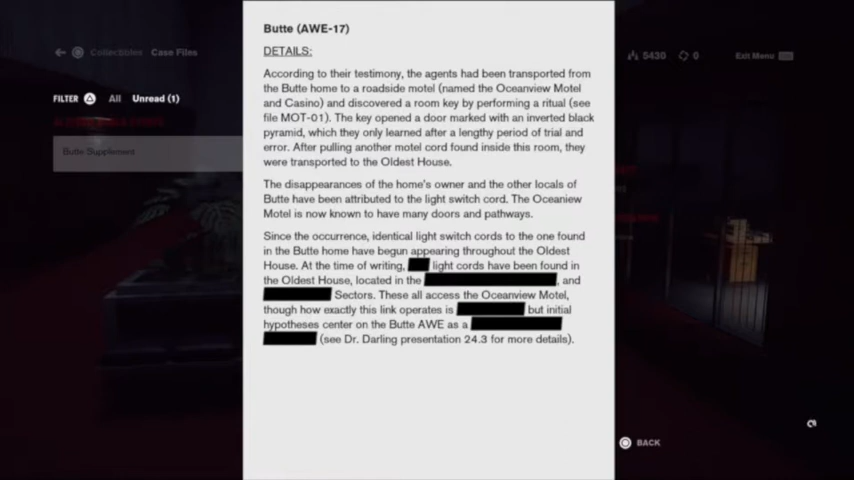 Butte (AWE-17)
Collectibles Case Files
DETAILS:
5430 0 Exit Menu
According to their testimony, the agents had been transported from
the Butte home to a roadside motel (named the Oceanview Motel
FILTER All Unread (1)
and Casino) and discovered a room key by performing a ritual (see
file MOT-01). The key opened a door marked with an inverted black
pyramid, which they only learned after a lengthy period of trial and
error. After pulling another motel cord found inside this room, they
were transported to the Oldest House.
Butte Supplement
The disappearances of the home's owner and the other locals of
Butte have been attributed to the light switch cord. The Oceaniew
Motel is now known to have many doors and pathways.
Since the occurrence, identical light switch cords to the one found
in the Butte home have begun appearing throughout the Oldest
House. At the time of writing, light cords have been found in
the Oldest House, located in the , and
Sectors. These all access the Oceanview Motel,
though how exactly this link operates is but initial
hypotheses center on the Butte AWE as a
(see Dr. Darling presentation 24.3 for more details).
BACK